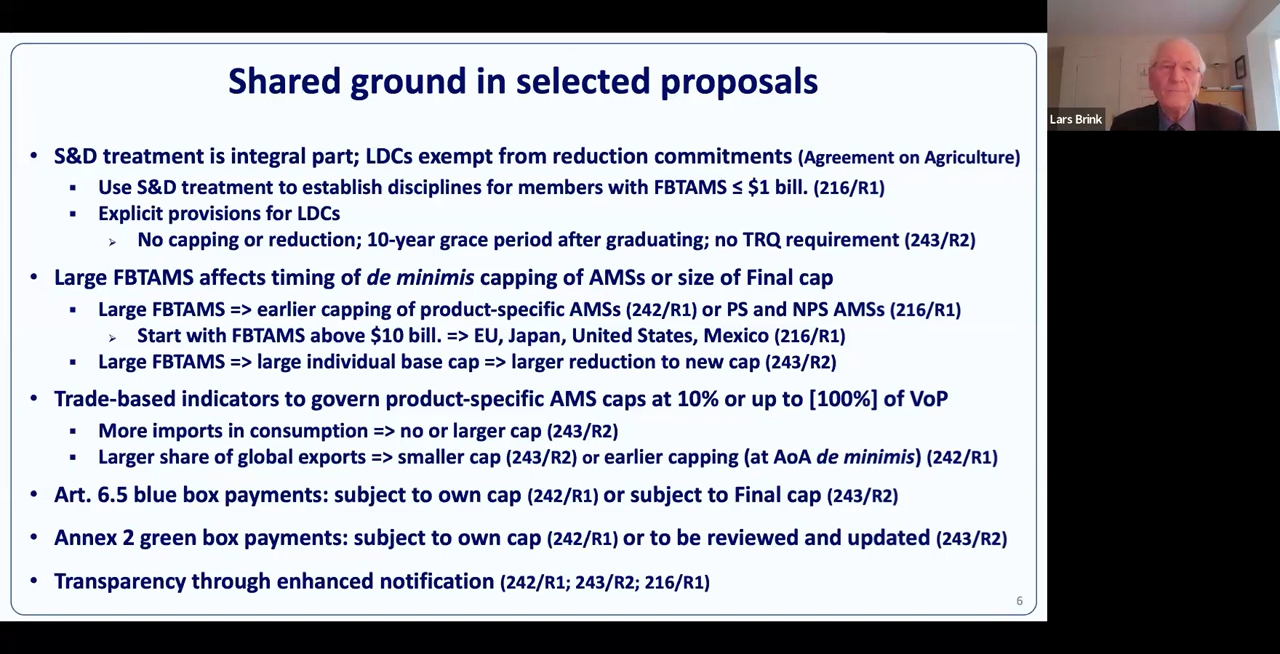 Shared ground in selected proposals
• S&D treatment is integral part; LDCs exempt from reduction commitments (Agreement on Agriculture)
▪ Use S&D treatment to establish disciplines for members with FBTAMS ≤ $1 bill. (216/R1)
▪ Explicit provisions for LDCs
➢ No capping or reduction; 10-year grace period after graduating; no TRQ requirement (243/R2)
• Large FBTAMS affects timing of de minimis capping of AMSs or size of Final cap
▪ Large FBTAMS => earlier capping of product-specific AMSs (242/R1) or PS and NPS AMSs (216/R1)
➢ Start with FBTAMS above $10 bill. => EU, Japan, United States, Mexico (216/R1)
▪ Large FBTAMS => large individual base cap => larger reduction to new cap (243/R2)
• Trade-based indicators to govern product-specific AMS caps at 10% or up to [100%] of VoP
▪ More imports in consumption => no or larger cap (243/R2)
▪ Larger share of global exports => smaller cap (243/R2) or earlier capping (at AoA de minimis) (242/R1)
• Art. 6.5 blue box payments: subject to own cap (242/R1) or subject to Final cap (243/R2)
• Annex 2 green box payments: subject to own cap (242/R1) or to be reviewed and updated (243/R2)
• Transparency through enhanced notification (242/R1; 243/R2; 216/R1)
6
Lars Brink